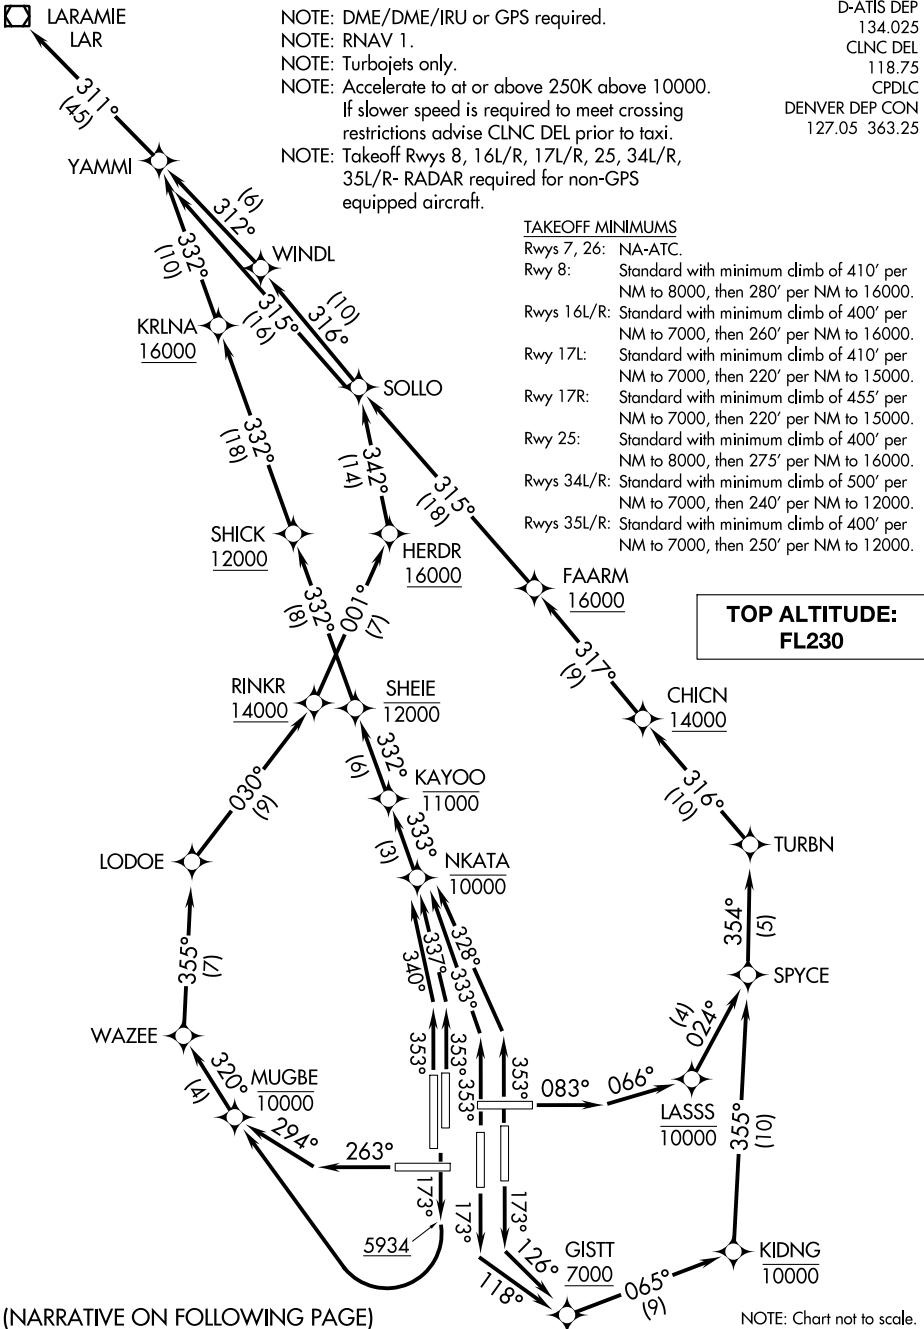 LARAMIE
LAR
NOTE: DME/DME/IRU or GPS required.
NOTE: RNAV 1.
NOTE: Turbojets only.
NOTE: Accelerate to at or above 250K above 10000.
If slower speed is required to meet crossing
restrictions advise CLNC DEL prior to taxi.
NOTE: Takeoff Rwys 8, 16L/R, 17L/R, 25, 34L/R,
35L/R- RADAR required for non-GPS
equipped aircraft.
D-ATIS DEP
134.025
CLNC DEL
118.75
CPDLC
DENVER DEP CON
127.05 363.25
TAKEOFF MINIMUMS
Rwys 7, 26: NA-ATC.
Rwy 8: Standard with minimum climb of 410' per
NM to 8000, then 280' per NM to 16000.
Rwys 16L/R: Standard with minimum climb of 400' per
NM to 7000, then 260' per NM to 16000.
Rwy 17L: Standard with minimum climb of 410' per
NM to 7000, then 220' per NM to 15000.
Rwy 17R: Standard with minimum climb of 455' per
NM to 7000, then 220' per NM to 15000.
Rwy 25: Standard with minimum climb of 400' per
NM to 8000, then 275' per NM to 16000.
Rwys 34L/R: Standard with minimum climb of 500' per
NM to 7000, then 240' per NM to 12000.
Rwys 35L/R: Standard with minimum climb of 400' per
NM to 7000, then 250' per NM to 12000.
TOP ALTITUDE:
FL230
311°
(45)
YAMMI
(6)
312°
WINDL
332°
(10)
315°
(16)
(10)
316°
KRLNA
16000
SOLLO
332°
(18)
342°
(14)
315°
(18)
SHICK
12000
HERDR
16000
FAARM
16000
332°
(8)
001°
(7)
317°
(9)
RINKR
14000
SHEIE
12000
CHICN
14000
332°
(6)
030°
(9)
KAYOO
11000
316°
(10)
333°
(3)
LODOE
NKATA
10000
TURBN
355°
(7)
340°
337°
333°
328°
354°
(5)
SPYCE
WAZEE
320°
(4)
353°
353°
353°
353°
(4)
024°
MUGBE
10000
083°
066°
LASSS
10000
355°
(10)
294°
263°
173°
173°
173°
5934
126°
118°
GISTT
7000
065°
(9)
KIDNG
10000
(NARRATIVE ON FOLLOWING PAGE)
NOTE: Chart not to scale.